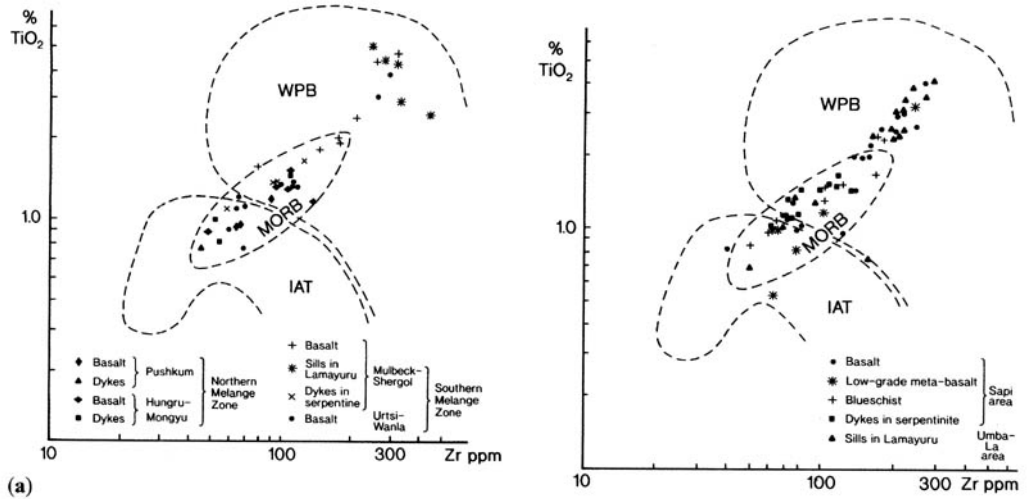 %
TiO2
WPB
1.0
MORB
IAT
Basalt
Dykes
Pushkum
Basalt
Dykes
Hungru-
Mongyu
Northern
Melange
Zone
Basalt
Sills in
Lamayuru
Dykes in
serpentine
Mulbeck-
Shergol
Basalt
Urtsi-
Wanla
Southern
Melange
Zone
10
100
300
Zr ppm
(a)
%
TiO2
WPB
1.0
MORB
IAT
Basalt
Low-grade meta-basalt
Blueschist
Dykes in serpentinite
Sapi
area
Sills in Lamayuru
Umba-
La
area
10
100
300
Zr ppm